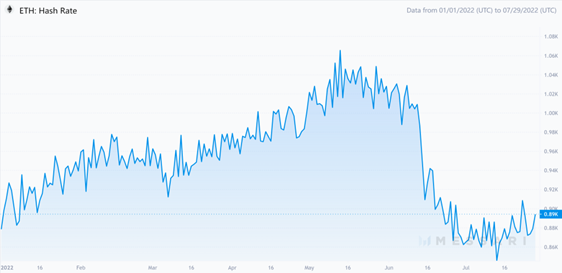 ETH: Hash Rate
Data from 01/01/2022 (UTC) to 07/29/2022 (UTC)
1.08K
1.06K
1.04K
1.02K
1.00K
0.98K
0.96K
0.94K
0.92K
0.90K
0.89K
0.88K
0.86K
MESSARI
2022
16
Feb
Mar
16
Apr
16
May
16
Jun
16
Jul
16